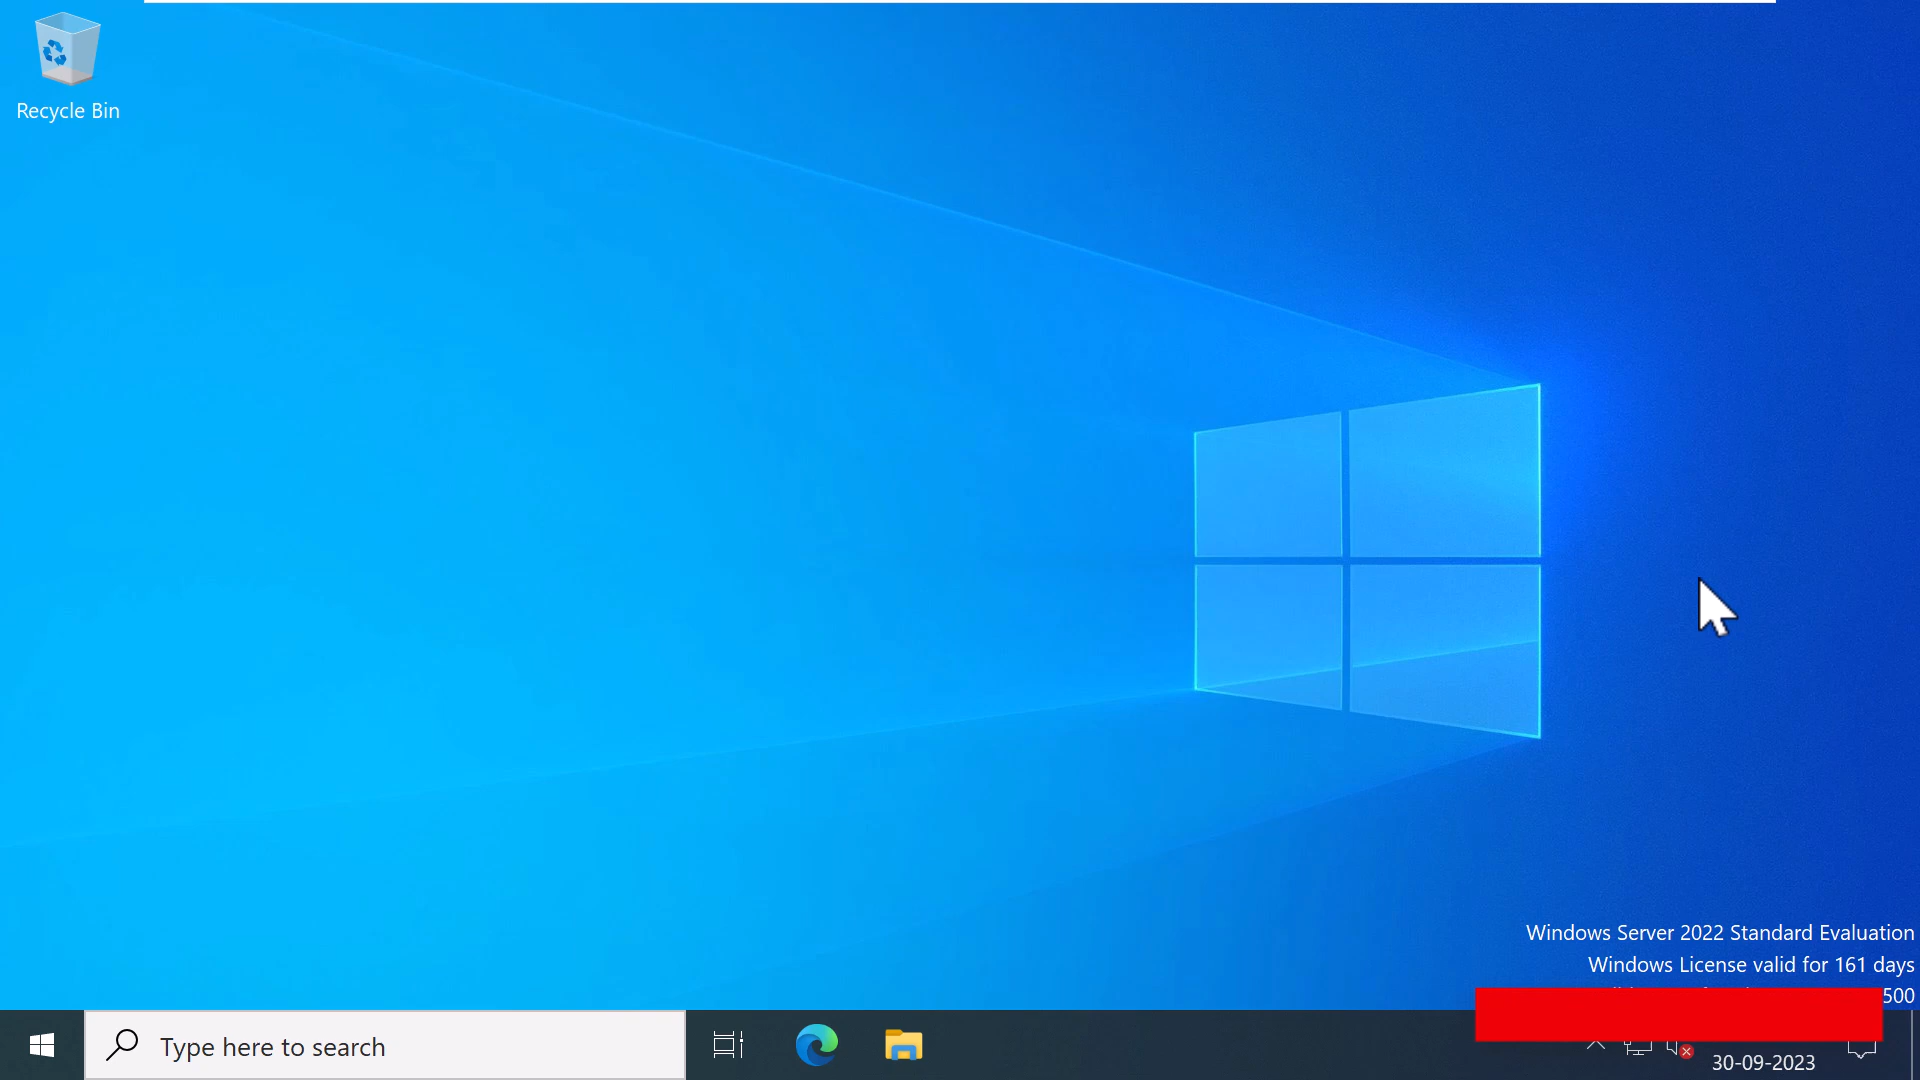 Recycle Bin
Windows Server 2022 Standard Evaluation
Windows License valid for 161 days
500
Type here to search
30-09-2023